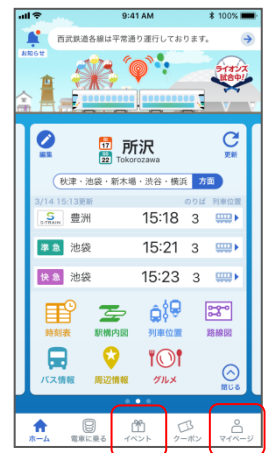 9:41 AM 100%
お知らせ
西武鉄道各線は平常通り運行しております。
ライオンズ
試合中!
編集
西武線 17
新宿線 22
所沢
Tokorozawa
更新
秋津・池袋・新木場・渋谷・横浜 方面
3/14 15:13更新 のりば 列車位置
S-TRAIN 豊洲 15:18 3
準急 池袋 15:21 3
快急 池袋 15:23 3
時刻表 駅構内図 列車位置 路線図
バス情報 周辺情報 グルメ 閉じる
ホーム 電車に乗る イベント クーポン マイページ